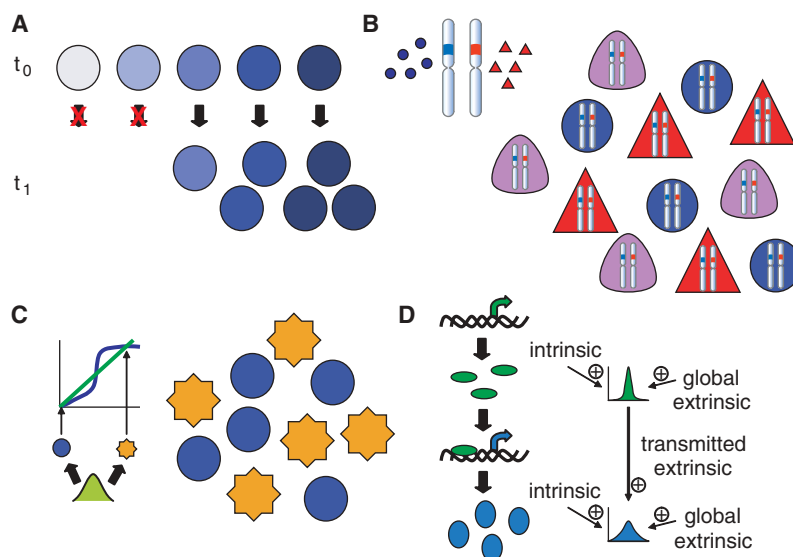 A
t0
t1
B
C
D
intrinsic
global
extrinsic
transmitted
extrinsic
intrinsic
global
extrinsic